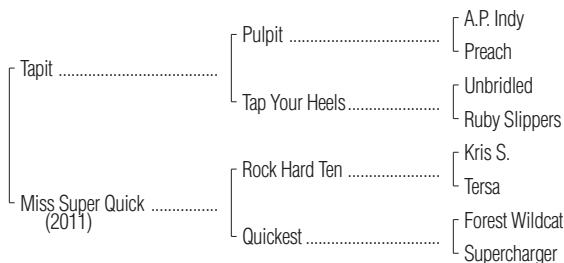 A.P. Indy
Pulpit ........................................
Preach
Tapit ..........................................
Unbridled
Tap Your Heels ......................
Ruby Slippers
Kris S.
Rock Hard Ten ........................
Tersa
Miss Super Quick ..................
(2011)
Forest Wildcat
Quickest ...................................
Supercharger